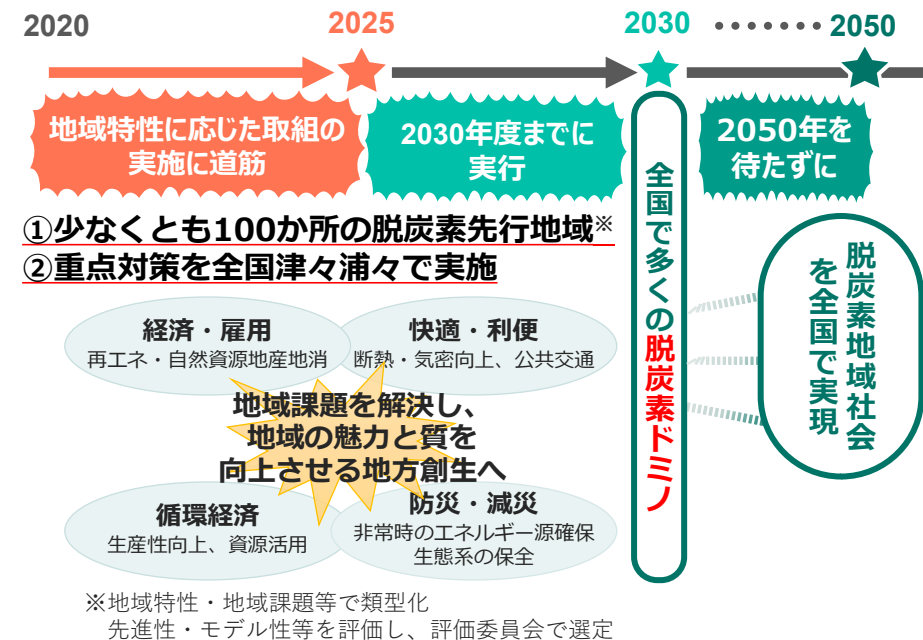 2020
2025
2030
・・・・・・・
2050
地域特性に応じた取組の
実施に道筋
2030年度までに
実行
2050年を
待たずに
①少なくとも100か所の脱炭素先行地域※
②重点対策を全国津々浦々で実施
経済・雇用
再エネ・自然資源地産地消
快適・利便
断熱・気密向上、公共交通
地域課題を解決し、
地域の魅力と質を
向上させる地方創生へ
循環経済
生産性向上、資源活用
防災・減災
非常時のエネルギー源確保
生態系の保全
全国で多くの脱炭素ドミノ
脱炭素地域社会
を全国で実現
※地域特性・地域課題等で類型化
先進性・モデル性等を評価し、評価委員会で選定